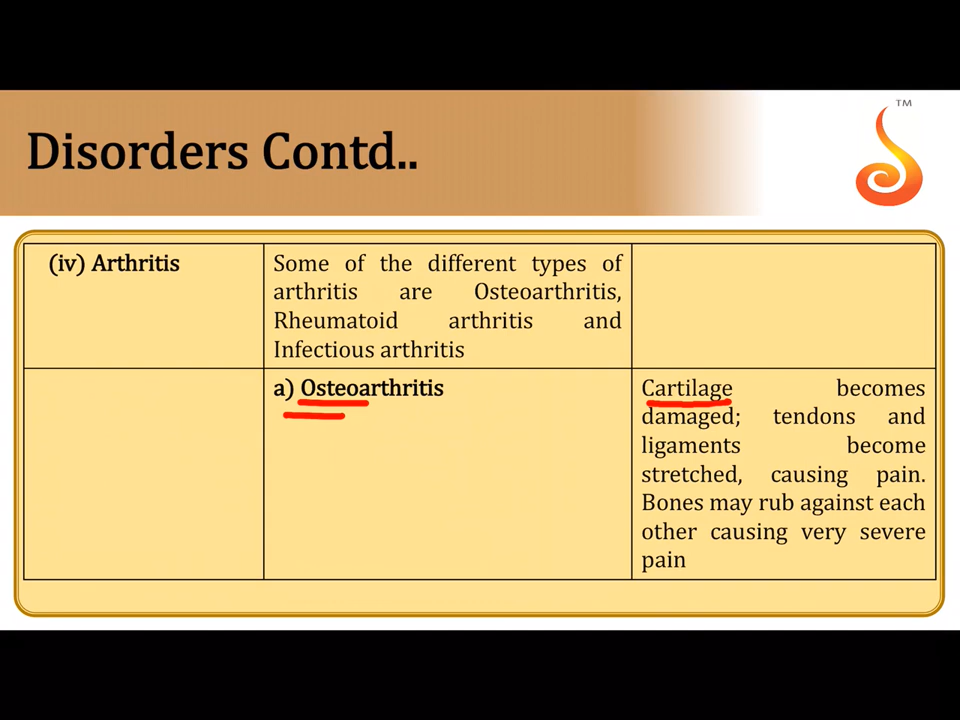 TM
Disorders Contd..
(iv) Arthritis
Some of the different types of
arthritis are Osteoarthritis,
Rheumatoid arthritis and
Infectious arthritis
a) Osteoarthritis
Cartilage becomes
damaged; tendons and
ligaments become
stretched, causing pain.
Bones may rub against each
other causing very severe
pain